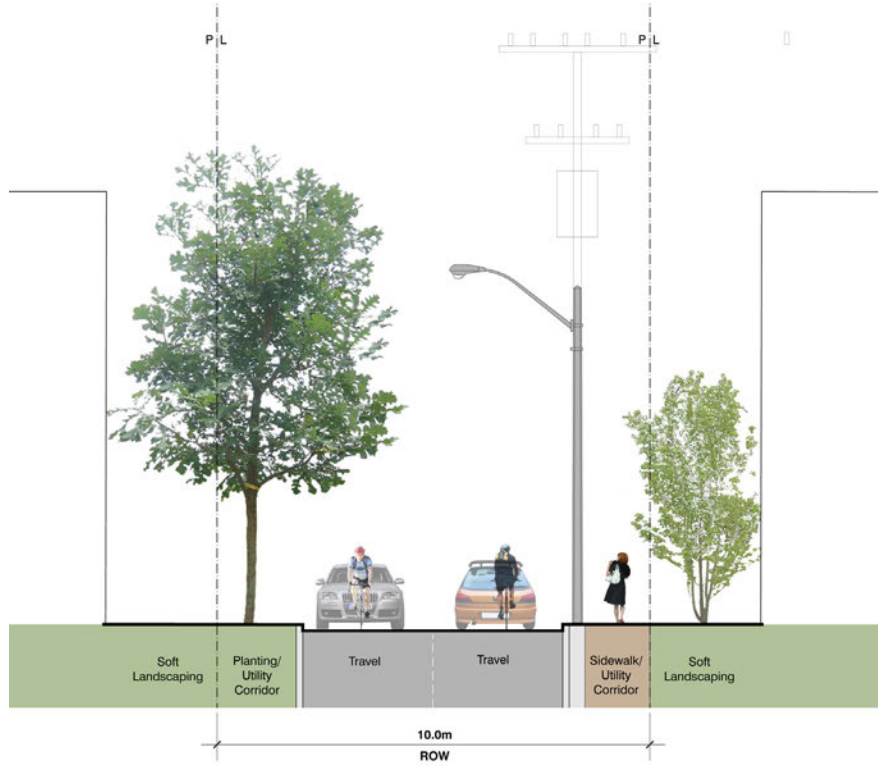 P L
P L
Soft
Landscaping
Planting/
Utility
Corridor
Travel
Travel
Sidewalk/
Utility
Corridor
Soft
Landscaping
10.0m
ROW